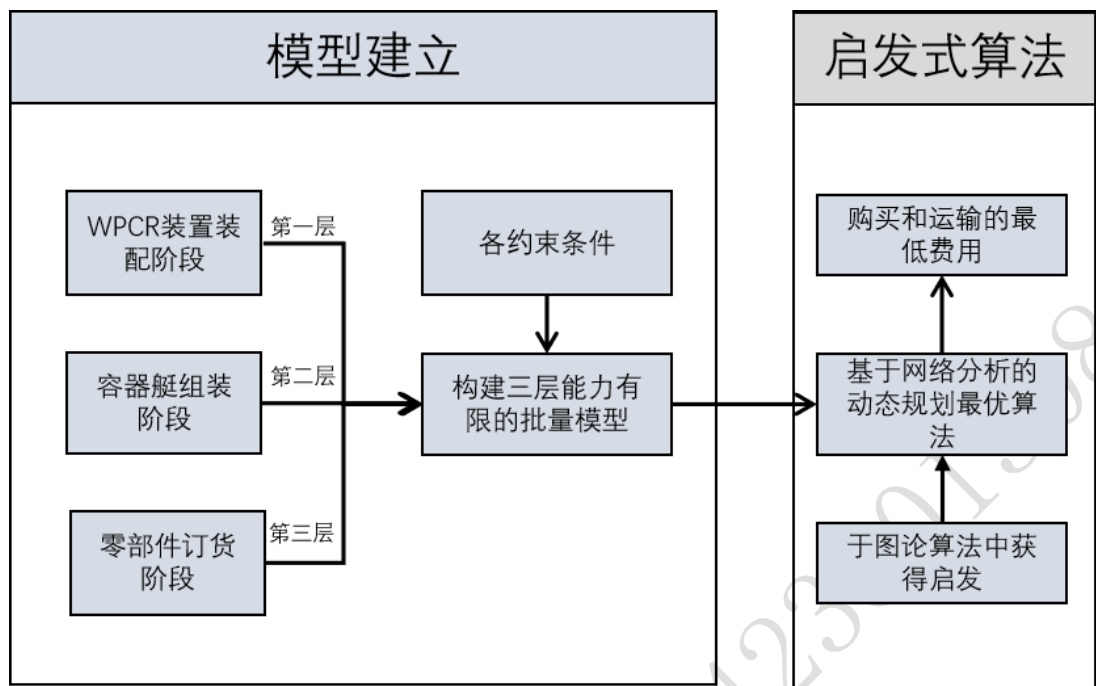 模型建立
启发式算法
WPCR装置装
配阶段
第一层
各约束条件
购买和运输的最
低费用
容器艇组装
阶段
第二层
构建三层能力有
限的批量模型
基于网络分析的
动态规划最优算
法
零部件订货
阶段
第三层
于图论算法中获
得启发